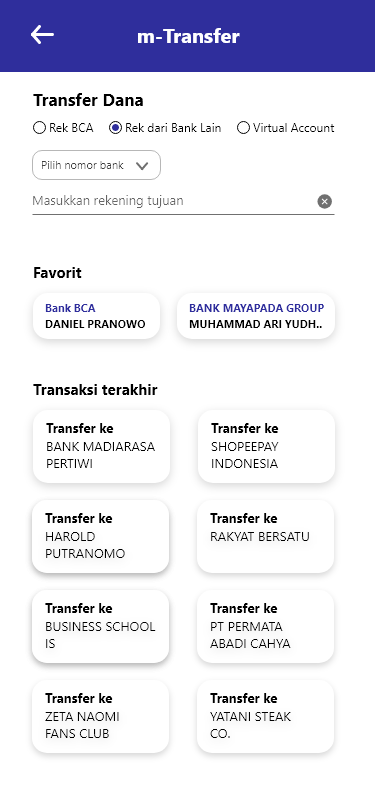 m-Transfer
Transfer Dana
Rek BCA Rek dari Bank Lain Virtual Account
Pilih nomor bank
Masukkan rekening tujuan
Favorit
Bank BCA
DANIEL PRANOWO
BANK MAYAPADA GROUP
MUHAMMAD ARI YUDH..
Transaksi terakhir
Transfer ke
BANK MADIARASA
PERTIWI
Transfer ke
SHOPEEPAY
INDONESIA
Transfer ke
HAROLD
PUTRANOMO
Transfer ke
RAKYAT BERSATU
Transfer ke
BUSINESS SCHOOL
IS
Transfer ke
PT PERMATA
ABADI CAHYA
Transfer ke
ZETA NAOMI
FANS CLUB
Transfer ke
YATANI STEAK
CO.